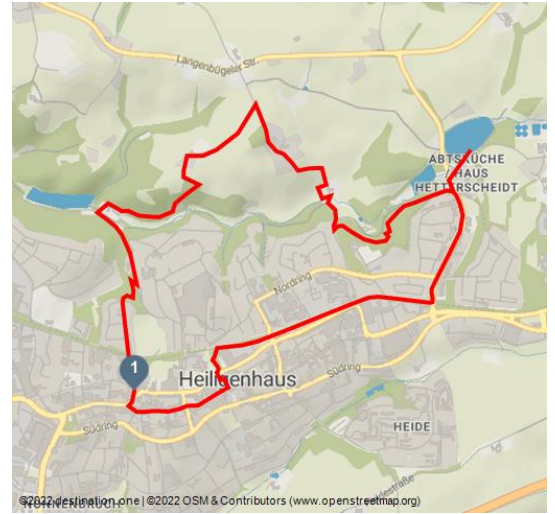 Langenbügeler Str.
ABTSKÜCHE
/ HAUS
HETTERSCHEIDT
Nordring
1
Heiligenhaus
Südring
Südring
HEIDE
NONNENBRUCH
©2022 destination.one | ©2022 OSM & Contributors (www.openstreetmap.org)